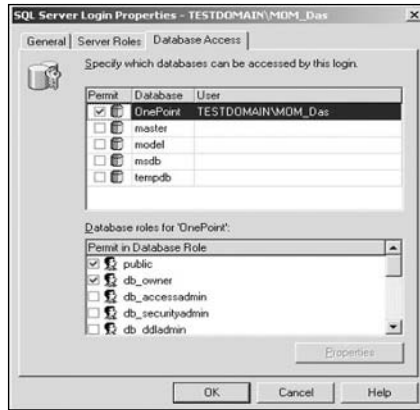 SQL Server Login Properties - TESTDOMAIN\MOM_Das
General Server Roles Database Access
Specify which databases can be accessed by this login.
Permit Database User
OnePoint TESTDOMAIN\MOM_Das
master
model
msdb
tempdb
Database roles for 'OnePoint':
Permit in Database Role
public
db_owner
db_accessadmin
db_securityadmin
db_ddladmin
Properties
OK Cancel Help